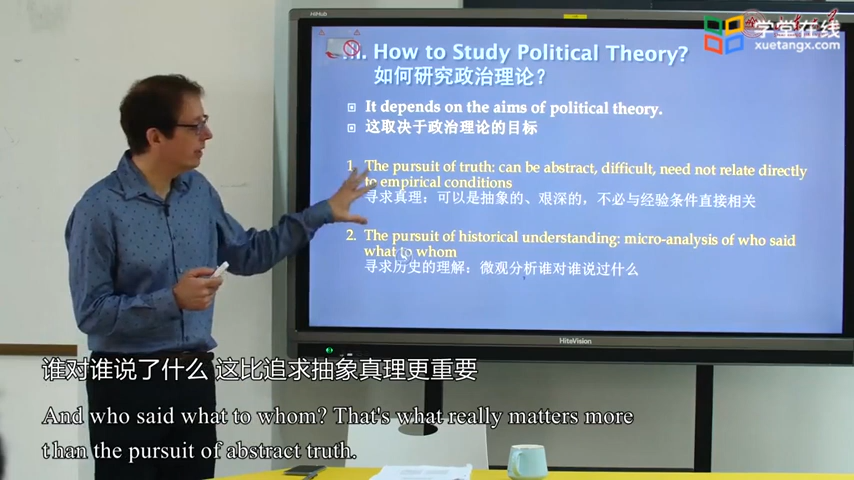 HiteVision
学堂在线
xuetangx.com
. How to Study Political Theory?
如何研究政治理论？
It depends on the aims of political theory.
这取决于政治理论的目标
1. The pursuit of truth: can be abstract, difficult, need not relate directly
to empirical conditions
寻求真理：可以是抽象的、艰深的，不必与经验条件直接相关
2. The pursuit of historical understanding: micro-analysis of who said
what to whom
寻求历史的理解：微观分析谁对谁说过什么
HiteVision
谁对谁说了什么 这比追求抽象真理更重要
And who said what to whom? That's what really matters more
than the pursuit of abstract truth.